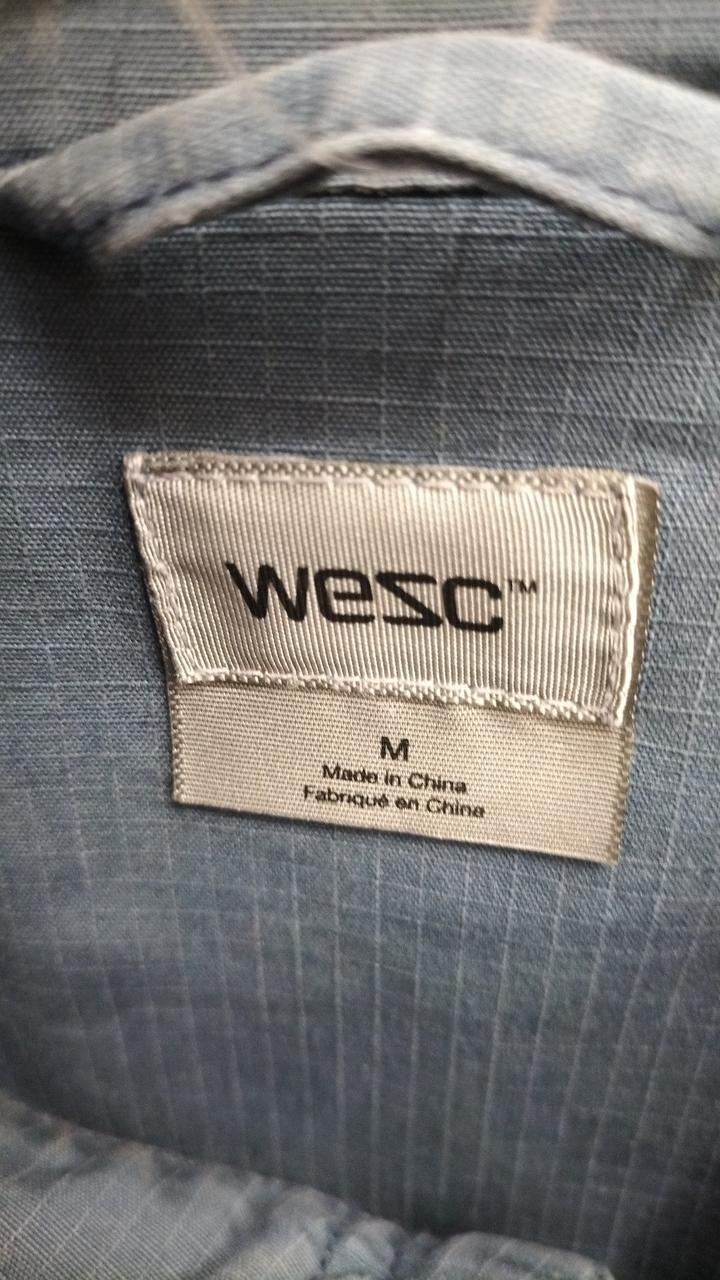 wesc™
M
Made in China
Fabriqué en Chine